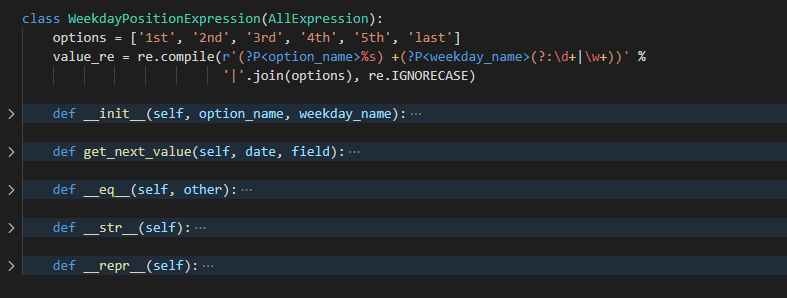 class WeekdayPositionExpression(AllExpression):
    options = ['1st', '2nd', '3rd', '4th', '5th', 'last']
    value_re = re.compile(r'(?P<option_name>%s) +(?P<weekday_name>(?:\d+|\w+))' %
                          '|'.join(options), re.IGNORECASE)
    def __init__(self, option_name, weekday_name):···
    def get_next_value(self, date, field):···
    def __eq__(self, other):···
    def __str__(self):···
    def __repr__(self):···